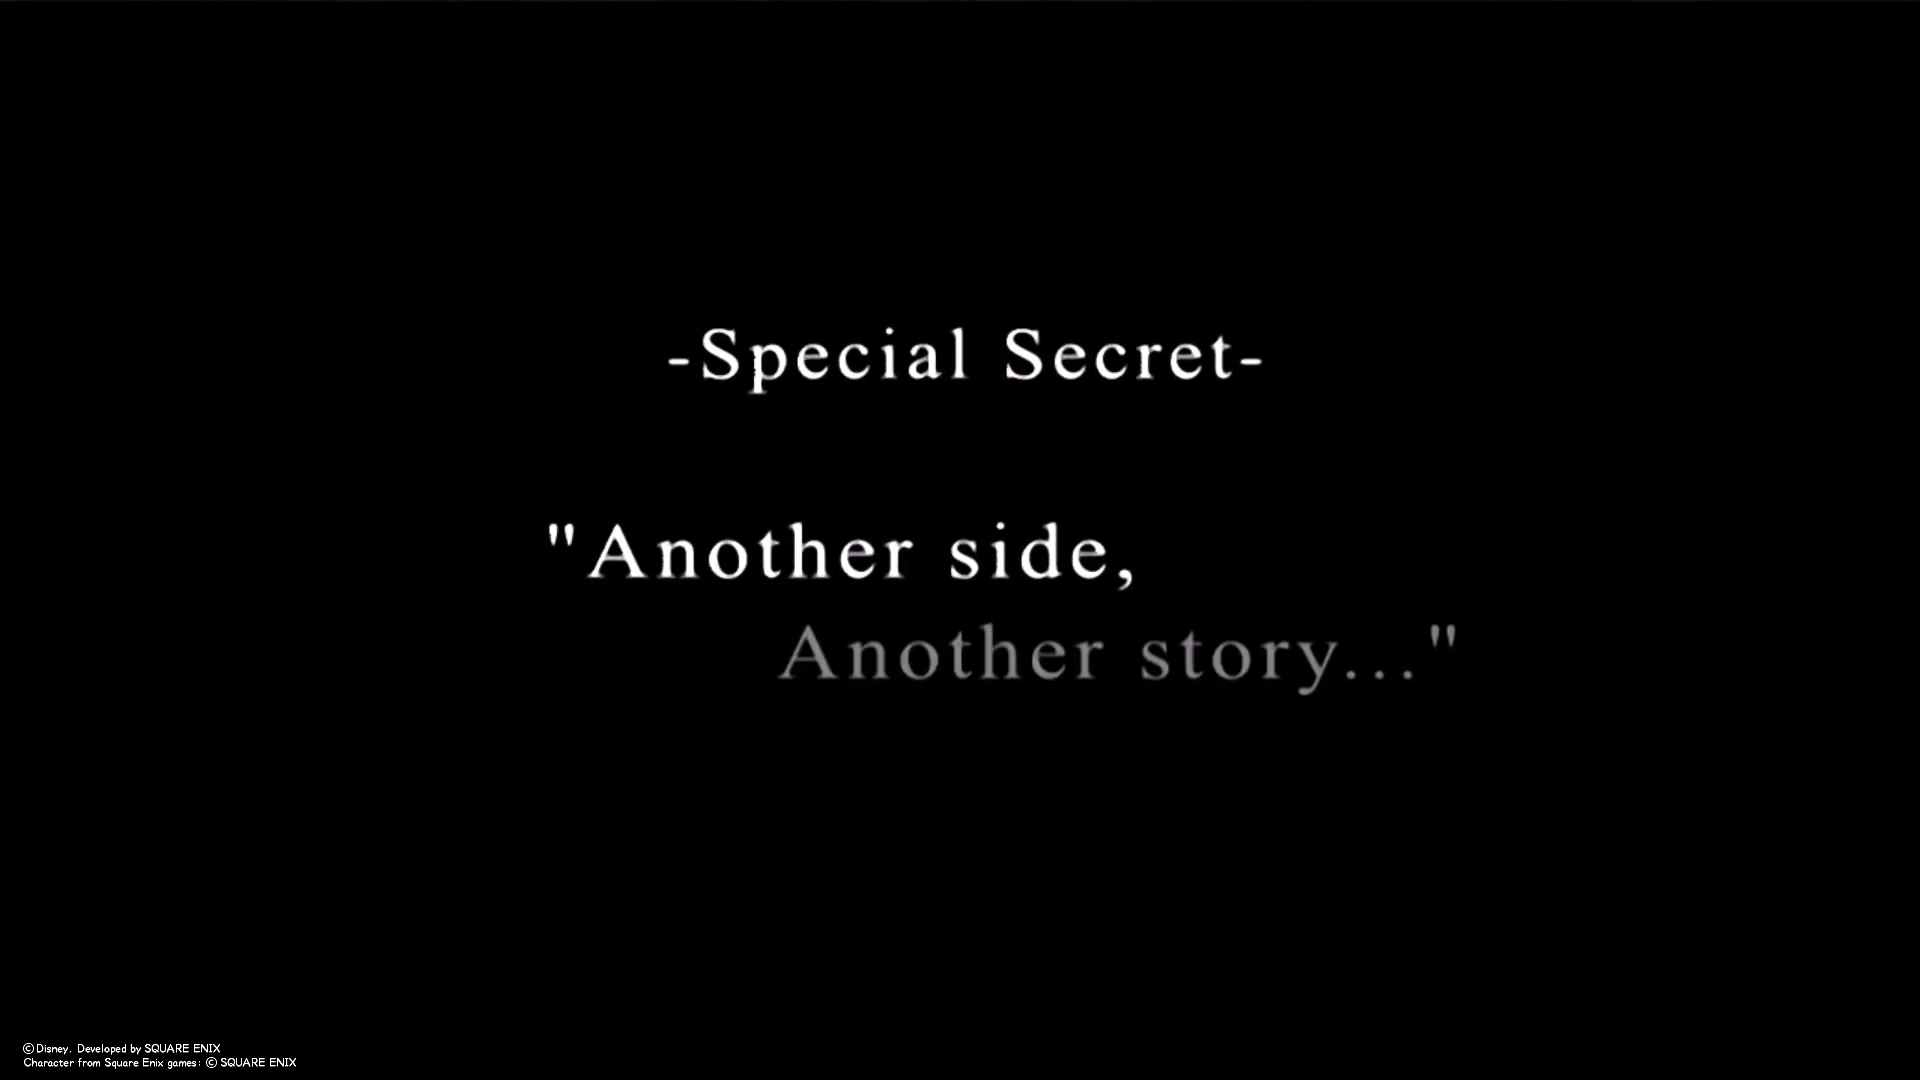 -Special Secret-
"Another side,
Another story..."
©Disney. Developed by SQUARE ENIX
Character from Square Enix games: © SQUARE ENIX